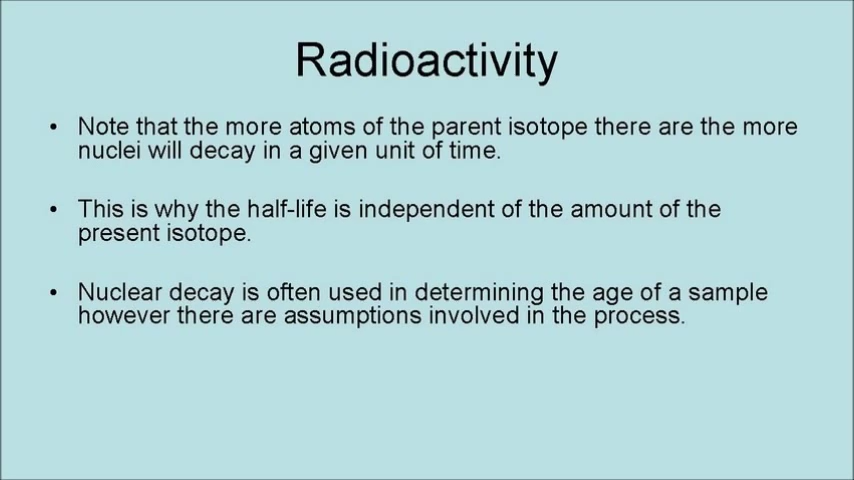 Radioactivity
• Note that the more atoms of the parent isotope there are the more
nuclei will decay in a given unit of time.
• This is why the half-life is independent of the amount of the
present isotope.
• Nuclear decay is often used in determining the age of a sample
however there are assumptions involved in the process.